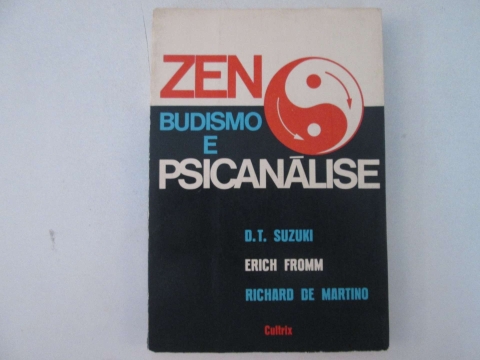 ZEN
BUDISMO
E
PSICANÁLISE
D.T. SUZUKI
ERICH FROMM
RICHARD DE MARTINO
Cultrix